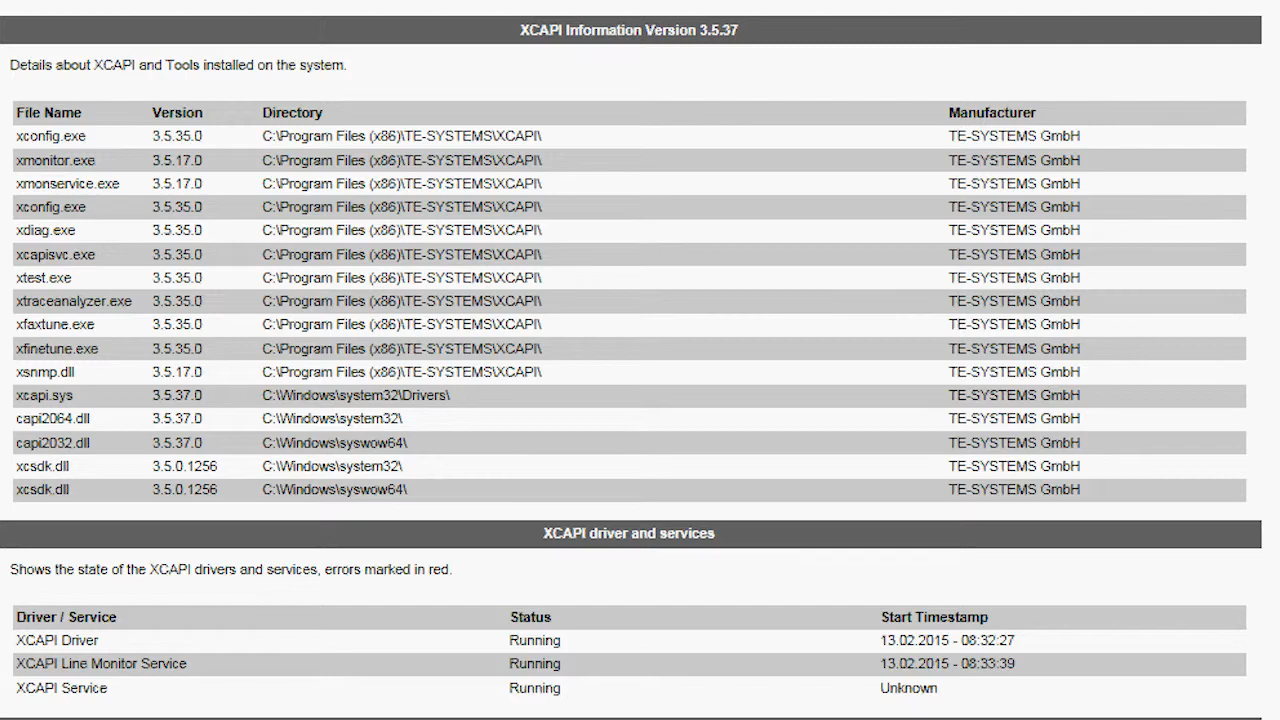 XCAPI Information Version 3.5.37
Details about XCAPI and Tools installed on the system.
File Name Version Directory Manufacturer
xconfig.exe 3.5.35.0 C:\Program Files (x86)\TE-SYSTEMS\XCAPI\ TE-SYSTEMS GmbH
xmonitor.exe 3.5.17.0 C:\Program Files (x86)\TE-SYSTEMS\XCAPI\ TE-SYSTEMS GmbH
xmonservice.exe 3.5.17.0 C:\Program Files (x86)\TE-SYSTEMS\XCAPI\ TE-SYSTEMS GmbH
xconfig.exe 3.5.35.0 C:\Program Files (x86)\TE-SYSTEMS\XCAPI\ TE-SYSTEMS GmbH
xdiag.exe 3.5.35.0 C:\Program Files (x86)\TE-SYSTEMS\XCAPI\ TE-SYSTEMS GmbH
xcapisvc.exe 3.5.35.0 C:\Program Files (x86)\TE-SYSTEMS\XCAPI\ TE-SYSTEMS GmbH
xtest.exe 3.5.35.0 C:\Program Files (x86)\TE-SYSTEMS\XCAPI\ TE-SYSTEMS GmbH
xtraceanalyzer.exe 3.5.35.0 C:\Program Files (x86)\TE-SYSTEMS\XCAPI\ TE-SYSTEMS GmbH
xfaxtune.exe 3.5.35.0 C:\Program Files (x86)\TE-SYSTEMS\XCAPI\ TE-SYSTEMS GmbH
xfinetune.exe 3.5.35.0 C:\Program Files (x86)\TE-SYSTEMS\XCAPI\ TE-SYSTEMS GmbH
xsnmp.dll 3.5.17.0 C:\Program Files (x86)\TE-SYSTEMS\XCAPI\ TE-SYSTEMS GmbH
xcapi.sys 3.5.37.0 C:\Windows\system32\Drivers\ TE-SYSTEMS GmbH
capi2064.dll 3.5.37.0 C:\Windows\system32\ TE-SYSTEMS GmbH
capi2032.dll 3.5.37.0 C:\Windows\syswow64\ TE-SYSTEMS GmbH
xcsdk.dll 3.5.0.1256 C:\Windows\system32\ TE-SYSTEMS GmbH
xcsdk.dll 3.5.0.1256 C:\Windows\syswow64\ TE-SYSTEMS GmbH
XCAPI driver and services
Shows the state of the XCAPI drivers and services, errors marked in red.
Driver / Service Status Start Timestamp
XCAPI Driver Running 13.02.2015 - 08:32:27
XCAPI Line Monitor Service Running 13.02.2015 - 08:33:39
XCAPI Service Running Unknown